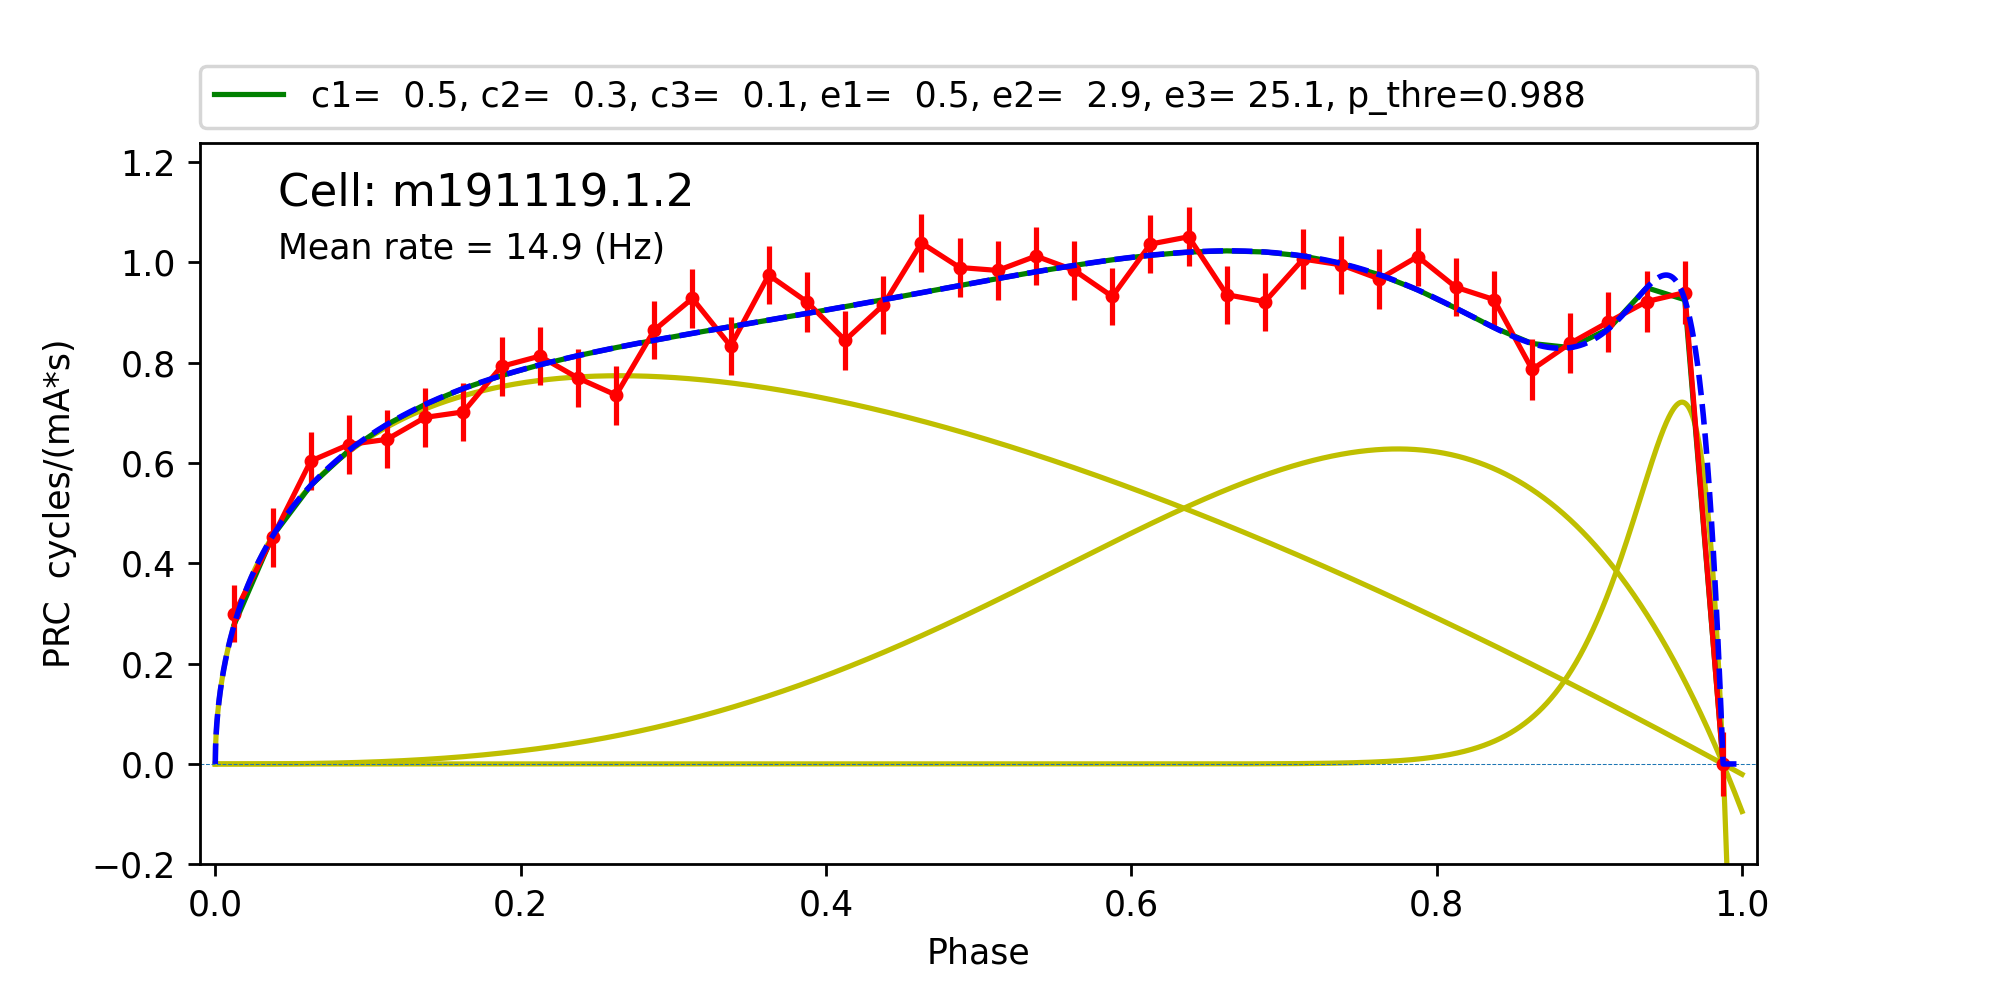 c1=  0.5, c2=  0.3, c3=  0.1, e1=  0.5, e2=  2.9, e3= 25.1, p_thre=0.988
Cell: m191119.1.2
Mean rate = 14.9 (Hz)
PRC  cycles/(mA*s)
1.2
1.0
0.8
0.6
0.4
0.2
0.0
−0.2
0.0 0.2 0.4 0.6 0.8 1.0
Phase